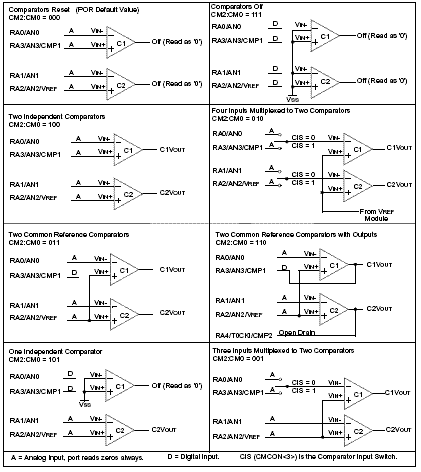 Comparators Reset (POR Default Value)
CM2:CM0 = 000
RA0/AN0 A VIN-
RA3/AN3/CMP1 A VIN+ C1 Off (Read as '0')
RA1/AN1 A VIN-
RA2/AN2/VREF A VIN+ C2 Off (Read as '0')
Comparators Off
CM2:CM0 = 111
RA0/AN0 D VIN-
RA3/AN3/CMP1 D VIN+ C1 Off (Read as '0')
RA1/AN1 D VIN-
RA2/AN2/VREF D VIN+ C2 Off (Read as '0')
Vss
Two Independent Comparators
CM2:CM0 = 100
RA0/AN0 A VIN-
RA3/AN3/CMP1 A VIN+ C1 C1VOUT
RA1/AN1 A VIN-
RA2/AN2/VREF A VIN+ C2 C2VOUT
Four Inputs Multiplexed to Two Comparators
CM2:CM0 = 010
RA0/AN0 A
RA3/AN3/CMP1 A CIS = 0 VIN-
CIS = 1 VIN+ C1 C1VOUT
RA1/AN1 A
RA2/AN2/VREF A CIS = 0 VIN-
CIS = 1 VIN+ C2 C2VOUT
From VREF
Module
Two Common Reference Comparators
CM2:CM0 = 011
RA0/AN0 A VIN-
RA3/AN3/CMP1 D VIN+ C1 C1VOUT
RA1/AN1 A VIN-
RA2/AN2/VREF A VIN+ C2 C2VOUT
Two Common Reference Comparators with Outputs
CM2:CM0 = 110
RA0/AN0 A VIN-
RA3/AN3/CMP1 D VIN+ C1 C1VOUT
RA1/AN1 A VIN-
RA2/AN2/VREF A VIN+ C2 C2VOUT
RA4/T0CKI/CMP2 Open Drain
One Independent Comparator
CM2:CM0 = 101
RA0/AN0 D VIN-
RA3/AN3/CMP1 D VIN+ C1 Off (Read as '0')
Vss
RA1/AN1 A VIN-
RA2/AN2/VREF A VIN+ C2 C2VOUT
Three Inputs Multiplexed to Two Comparators
CM2:CM0 = 001
RA0/AN0 A
RA3/AN3/CMP1 A CIS = 0 VIN-
CIS = 1 VIN+ C1 C1VOUT
RA1/AN1 A VIN-
RA2/AN2/VREF A VIN+ C2 C2VOUT
A = Analog Input, port reads zeros always. D = Digital Input. CIS (CMCON<3>) is the Comparator Input Switch.